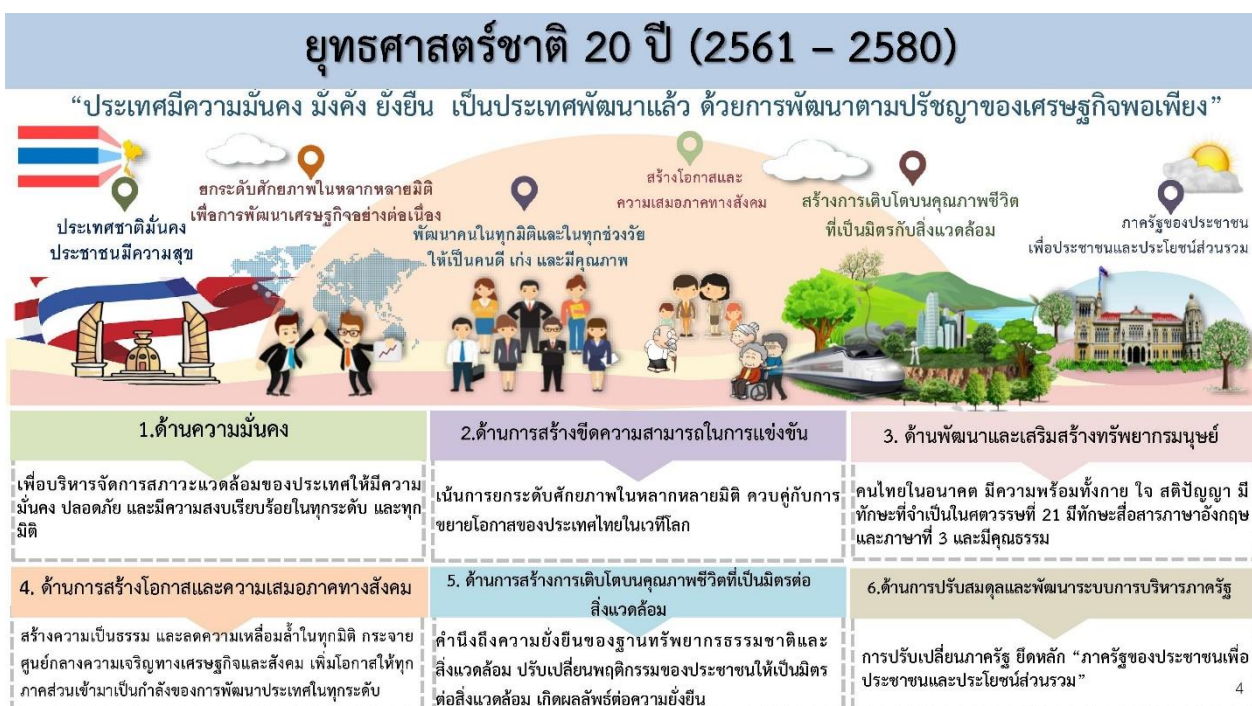 ยุทธศาสตร์ชาติ 20 ปี (2561 – 2580)
“ประเทศมีความมั่นคง มั่งคั่ง ยั่งยืน เป็นประเทศพัฒนาแล้ว ด้วยการพัฒนาตามปรัชญาของเศรษฐกิจพอเพียง”
ประเทศชาติมั่นคง
ประชาชนมีความสุข
ยกระดับศักยภาพในหลากหลายมิติ
เพื่อการพัฒนาเศรษฐกิจอย่างต่อเนื่อง
พัฒนาคนในทุกมิติและในทุกช่วงวัย
ให้เป็นคนดี เก่ง และมีคุณภาพ
สร้างโอกาสและ
ความเสมอภาคทางสังคม
สร้างการเติบโตบนคุณภาพชีวิต
ที่เป็นมิตรกับสิ่งแวดล้อม
ภาครัฐของประชาชน
เพื่อประชาชนและประโยชน์ส่วนรวม
1.ด้านความมั่นคง
เพื่อบริหารจัดการสภาวะแวดล้อมของประเทศให้มีความ
มั่นคง ปลอดภัย และมีความสงบเรียบร้อยในทุกระดับ และทุก
มิติ
2.ด้านการสร้างขีดความสามารถในการแข่งขัน
เน้นการยกระดับศักยภาพในหลากหลายมิติ ควบคู่กับการ
ขยายโอกาสของประเทศไทยในเวทีโลก
3. ด้านพัฒนาและเสริมสร้างทรัพยากรมนุษย์
คนไทยในอนาคต มีความพร้อมทั้งกาย ใจ สติปัญญา มี
ทักษะที่จำเป็นในศตวรรษที่ 21 มีทักษะสื่อสารภาษาอังกฤษ
และภาษาที่ 3 และมีคุณธรรม
4. ด้านการสร้างโอกาสและความเสมอภาคทางสังคม
สร้างความเป็นธรรม และลดความเหลื่อมล้ำในทุกมิติ กระจาย
ศูนย์กลางความเจริญทางเศรษฐกิจและสังคม เพิ่มโอกาสให้ทุก
ภาคส่วนเข้ามาเป็นกำลังของการพัฒนาประเทศในทุกระดับ
5. ด้านการสร้างการเติบโตบนคุณภาพชีวิตที่เป็นมิตรต่อ
สิ่งแวดล้อม
คำนึงถึงความยั่งยืนของฐานทรัพยากรธรรมชาติและ
สิ่งแวดล้อม ปรับเปลี่ยนพฤติกรรมของประชาชนให้เป็นมิตร
ต่อสิ่งแวดล้อม เกิดผลลัพธ์ต่อความยั่งยืน
6.ด้านการปรับสมดุลและพัฒนาระบบการบริหารภาครัฐ
การปรับเปลี่ยนภาครัฐ ยึดหลัก “ภาครัฐของประชาชนเพื่อ
ประชาชนและประโยชน์ส่วนรวม”
4